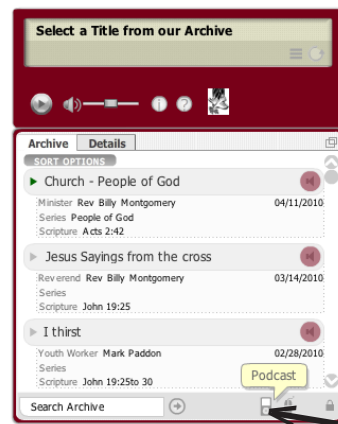 Select a Title from our Archive
Archive Details
SORT OPTIONS
Church - People of God
Minister Rev Billy Montgomery 04/11/2010
Series People of God
Scripture Acts 2:42
Jesus Sayings from the cross
Reverend Rev Billy Montgomery 03/14/2010
Series
Scripture John 19:25
I thirst
Youth Worker Mark Paddon 02/28/2010
Series
Scripture John 19:25to 30
Podcast
Search Archive